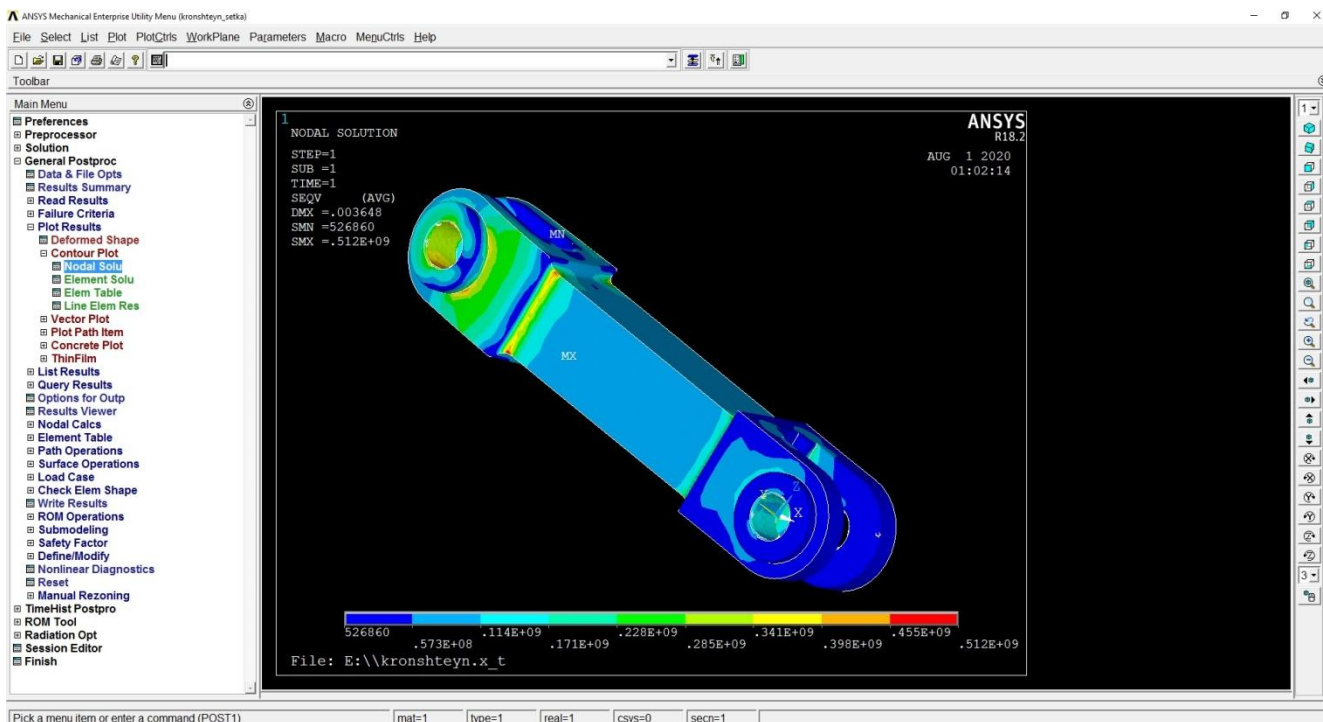 ANSYS Mechanical Enterprise Utility Menu (kronshteyn_setka)
File Select List Plot PlotCtrls WorkPlane Parameters Macro MenuCtrls Help
Toolbar
Main Menu
Preferences
Preprocessor
Solution
General Postproc
Data & File Opts
Results Summary
Read Results
Failure Criteria
Plot Results
Deformed Shape
Contour Plot
Nodal Solu
Element Solu
Elem Table
Line Elem Res
Vector Plot
Plot Path Item
Concrete Plot
ThinFilm
List Results
Query Results
Options for Outp
Results Viewer
Nodal Calcs
Element Table
Path Operations
Surface Operations
Load Case
Check Elem Shape
Write Results
ROM Operations
Submodeling
Safety Factor
Define/Modify
Nonlinear Diagnostics
Reset
Manual Rezoning
TimeHist Postpro
ROM Tool
Radiation Opt
Session Editor
Finish
1
NODAL SOLUTION
STEP=1
SUB =1
TIME=1
SEQV (AVG)
DMX =.003648
SMN =526860
SMX =.512E+09
ANSYS
R18.2
AUG 1 2020
01:02:14
MN
MX
Y Z
X
526860 .114E+09 .228E+09 .341E+09 .455E+09
.573E+08 .171E+09 .285E+09 .398E+09 .512E+09
File: E:\\kronshteyn.x_t
1
3
Pick a menu item or enter a command (POST1) mat=1 type=1 real=1 csys=0 secn=1